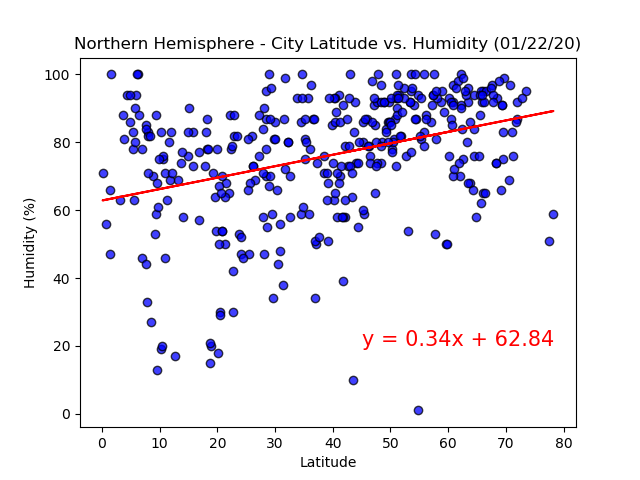 Northern Hemisphere - City Latitude vs. Humidity (01/22/20)
100
80
60
40
20
0
Humidity (%)
y = 0.34x + 62.84
0 10 20 30 40 50 60 70 80
Latitude